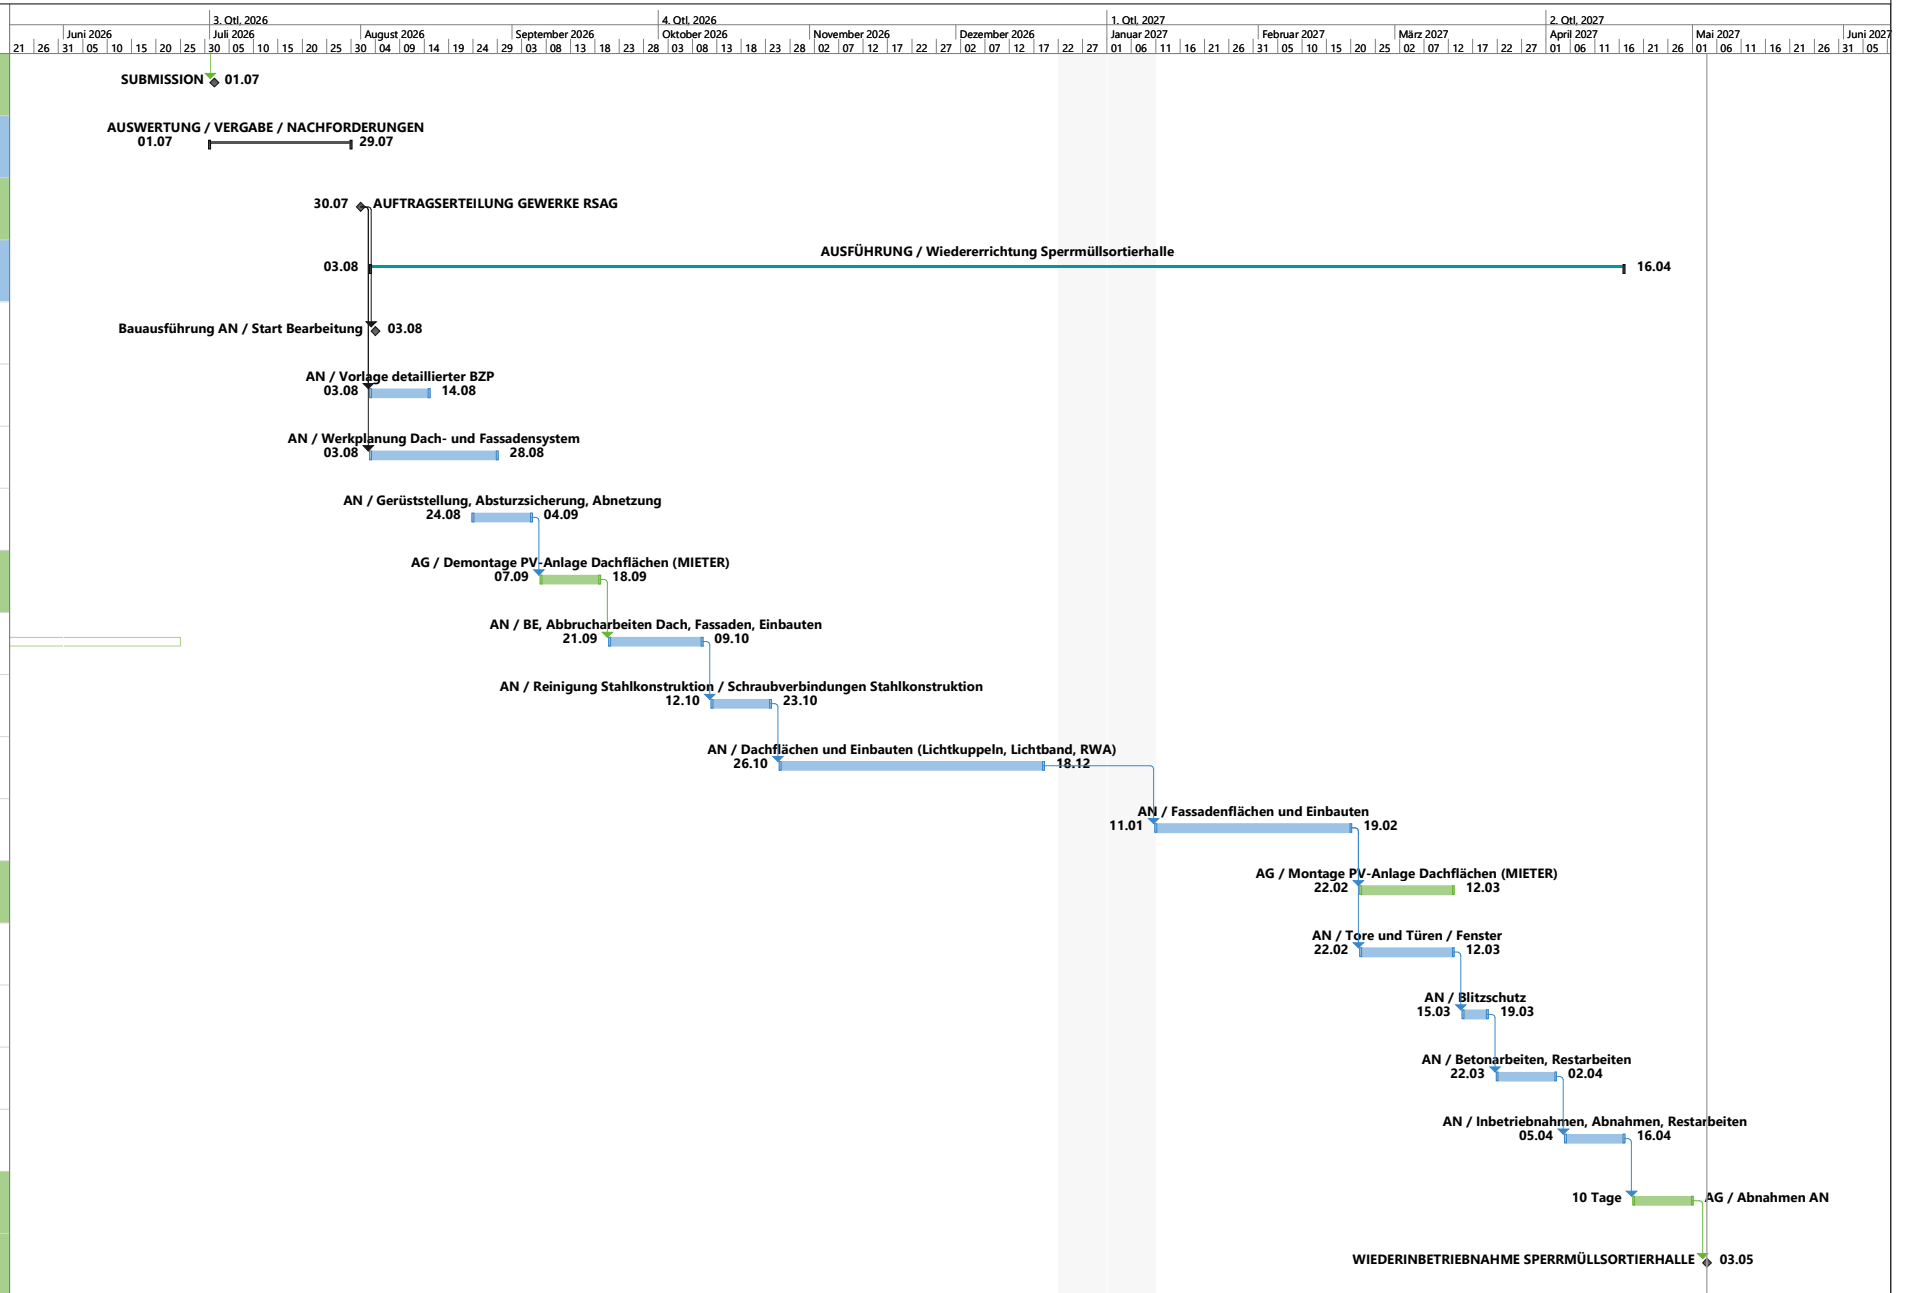 3. Qtl, 2026 4. Qtl, 2026 1. Qtl, 2027 2. Qtl, 2027
Juni 2026 Juli 2026 August 2026 September 2026 Oktober 2026 November 2026 Dezember 2026 Januar 2027 Februar 2027 März 2027 April 2027 Mai 2027 Juni 2027
21 26 31 05 10 15 20 25 30 05 10 15 20 25 30 04 09 14 19 24 29 03 08 13 18 23 28 03 08 13 18 23 28 02 07 12 17 22 27 02 07 12 17 22 27 01 06 11 16 21 26 31 05 10 15 20 25 02 07 12 17 22 27 01 06 11 16 21 26 01 06 11 16 21 26 31 05
SUBMISSION 01.07
AUSWERTUNG / VERGABE / NACHFORDERUNGEN
01.07 29.07
30.07 AUFTRAGSERTEILUNG GEWERKE RSAG
AUSFÜHRUNG / Wiedererrichtung Sperrmüllsortierhalle
03.08 16.04
Bauausführung AN / Start Bearbeitung 03.08
AN / Vorlage detaillierter BZP
03.08 14.08
AN / Werkplanung Dach- und Fassadensystem
03.08 28.08
AN / Gerüststellung, Absturzsicherung, Abnetzung
24.08 04.09
AG / Demontage PV-Anlage Dachflächen (MIETER)
07.09 18.09
AN / BE, Abbrucharbeiten Dach, Fassaden, Einbauten
21.09 09.10
AN / Reinigung Stahlkonstruktion / Schraubverbindungen Stahlkonstruktion
12.10 23.10
AN / Dachflächen und Einbauten (Lichtkuppeln, Lichtband, RWA)
26.10 18.12
AN / Fassadenflächen und Einbauten
11.01 19.02
AG / Montage PV-Anlage Dachflächen (MIETER)
22.02 12.03
AN / Tore und Türen / Fenster
22.02 12.03
AN / Blitzschutz
15.03 19.03
AN / Betonarbeiten, Restarbeiten
22.03 02.04
AN / Inbetriebnahmen, Abnahmen, Restarbeiten
05.04 16.04
10 Tage AG / Abnahmen AN
WIEDERINBETRIEBNAHME SPERRMÜLLSORTIERHALLE 03.05